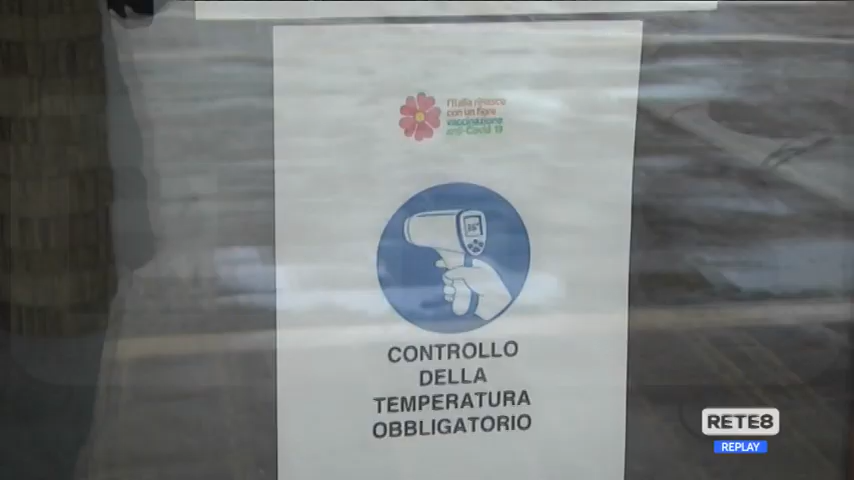 l'Italia rinasce
con un fiore
vaccinazione
anti-Covid 19
CONTROLLO
DELLA
TEMPERATURA
OBBLIGATORIO
RETE8
REPLAY